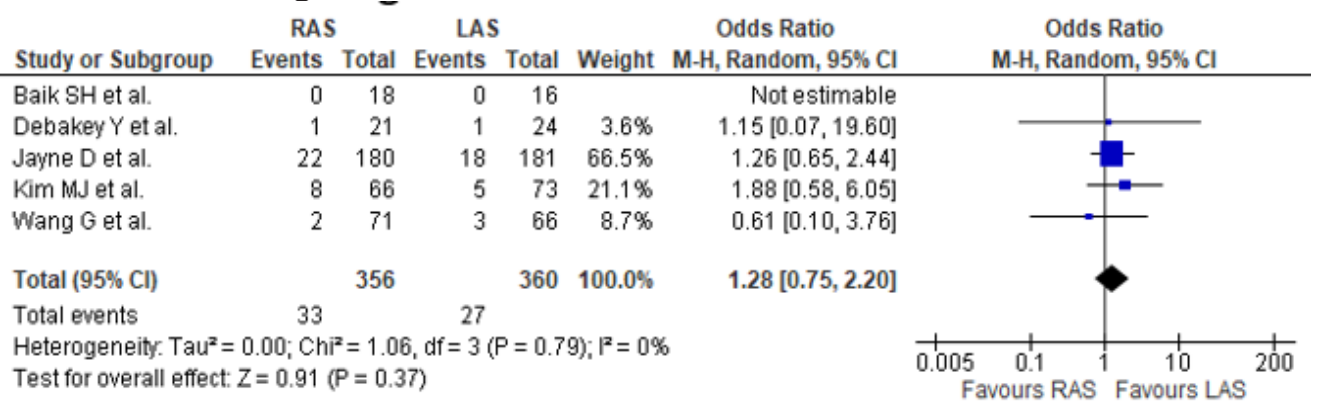 RAS LAS Odds Ratio Odds Ratio
Study or Subgroup Events Total Events Total Weight M-H, Random, 95% CI M-H, Random, 95% CI
Baik SH et al. 0 18 0 16 Not estimable
Debakey Y et al. 1 21 1 24 3.6% 1.15 [0.07, 19.60]
Jayne D et al. 22 180 18 181 66.5% 1.26 [0.65, 2.44]
Kim MJ et al. 8 66 5 73 21.1% 1.88 [0.58, 6.05]
Wang G et al. 2 71 3 66 8.7% 0.61 [0.10, 3.76]
Total (95% CI) 356 360 100.0% 1.28 [0.75, 2.20]
Total events 33 27
Heterogeneity: Tau² = 0.00; Chi² = 1.06, df = 3 (P = 0.79); I² = 0%
Test for overall effect: Z = 0.91 (P = 0.37)
0.005 0.1 1 10 200
Favours RAS Favours LAS